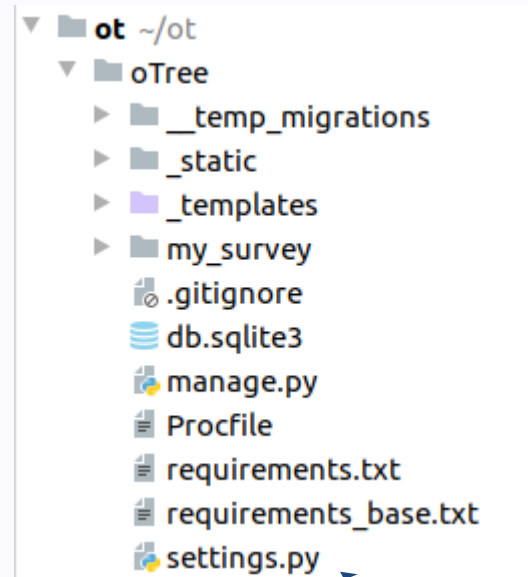 ot ~/ot
oTree
__temp_migrations
_static
_templates
my_survey
.gitignore
db.sqlite3
manage.py
Procfile
requirements.txt
requirements_base.txt
settings.py